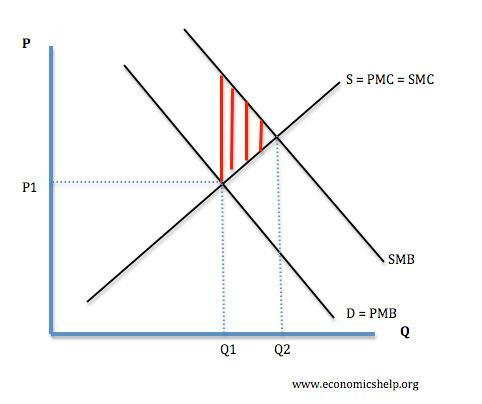 P
S = PMC = SMC
P1
SMB
D = PMB
Q
Q1 Q2
www.economicshelp.org